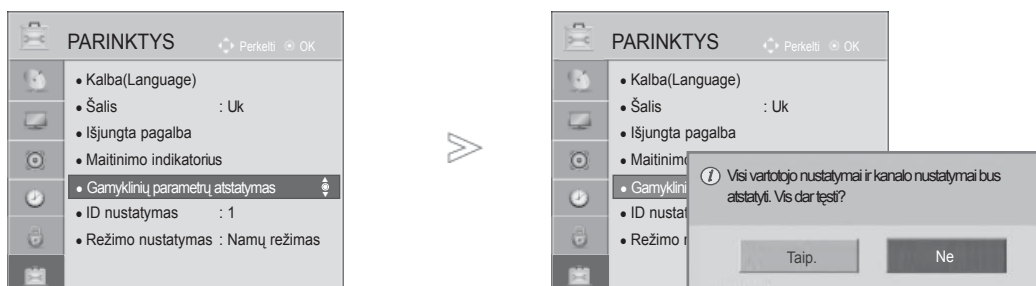 PARINKTYS Perkelti OK
Kalba(Language)
Šalis : Uk
Išjungta pagalba
Maitinimo indikatorius
Gamyklinių parametrų atstatymas
ID nustatymas : 1
Režimo nustatymas : Namų režimas
PARINKTYS Perkelti OK
Kalba(Language)
Šalis : Uk
Išjungta pagalba
Maitinimo
Gamyklini
ID nustat
Režimo n
Visi vartotojo nustatymai ir kanalo nustatymai bus
atstatyti. Vis dar tęsti?
Taip. Ne